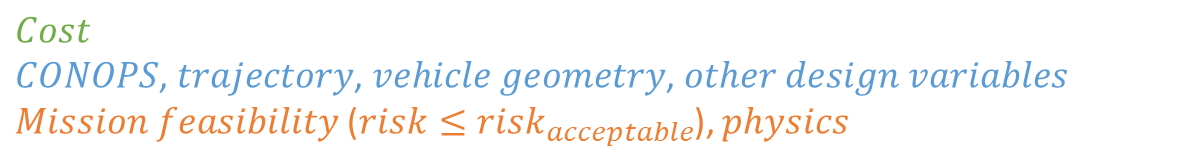 Cost
CONOPS, trajectory, vehicle geometry, other design variables
Mission feasibility (risk ≤ risk_acceptable), physics